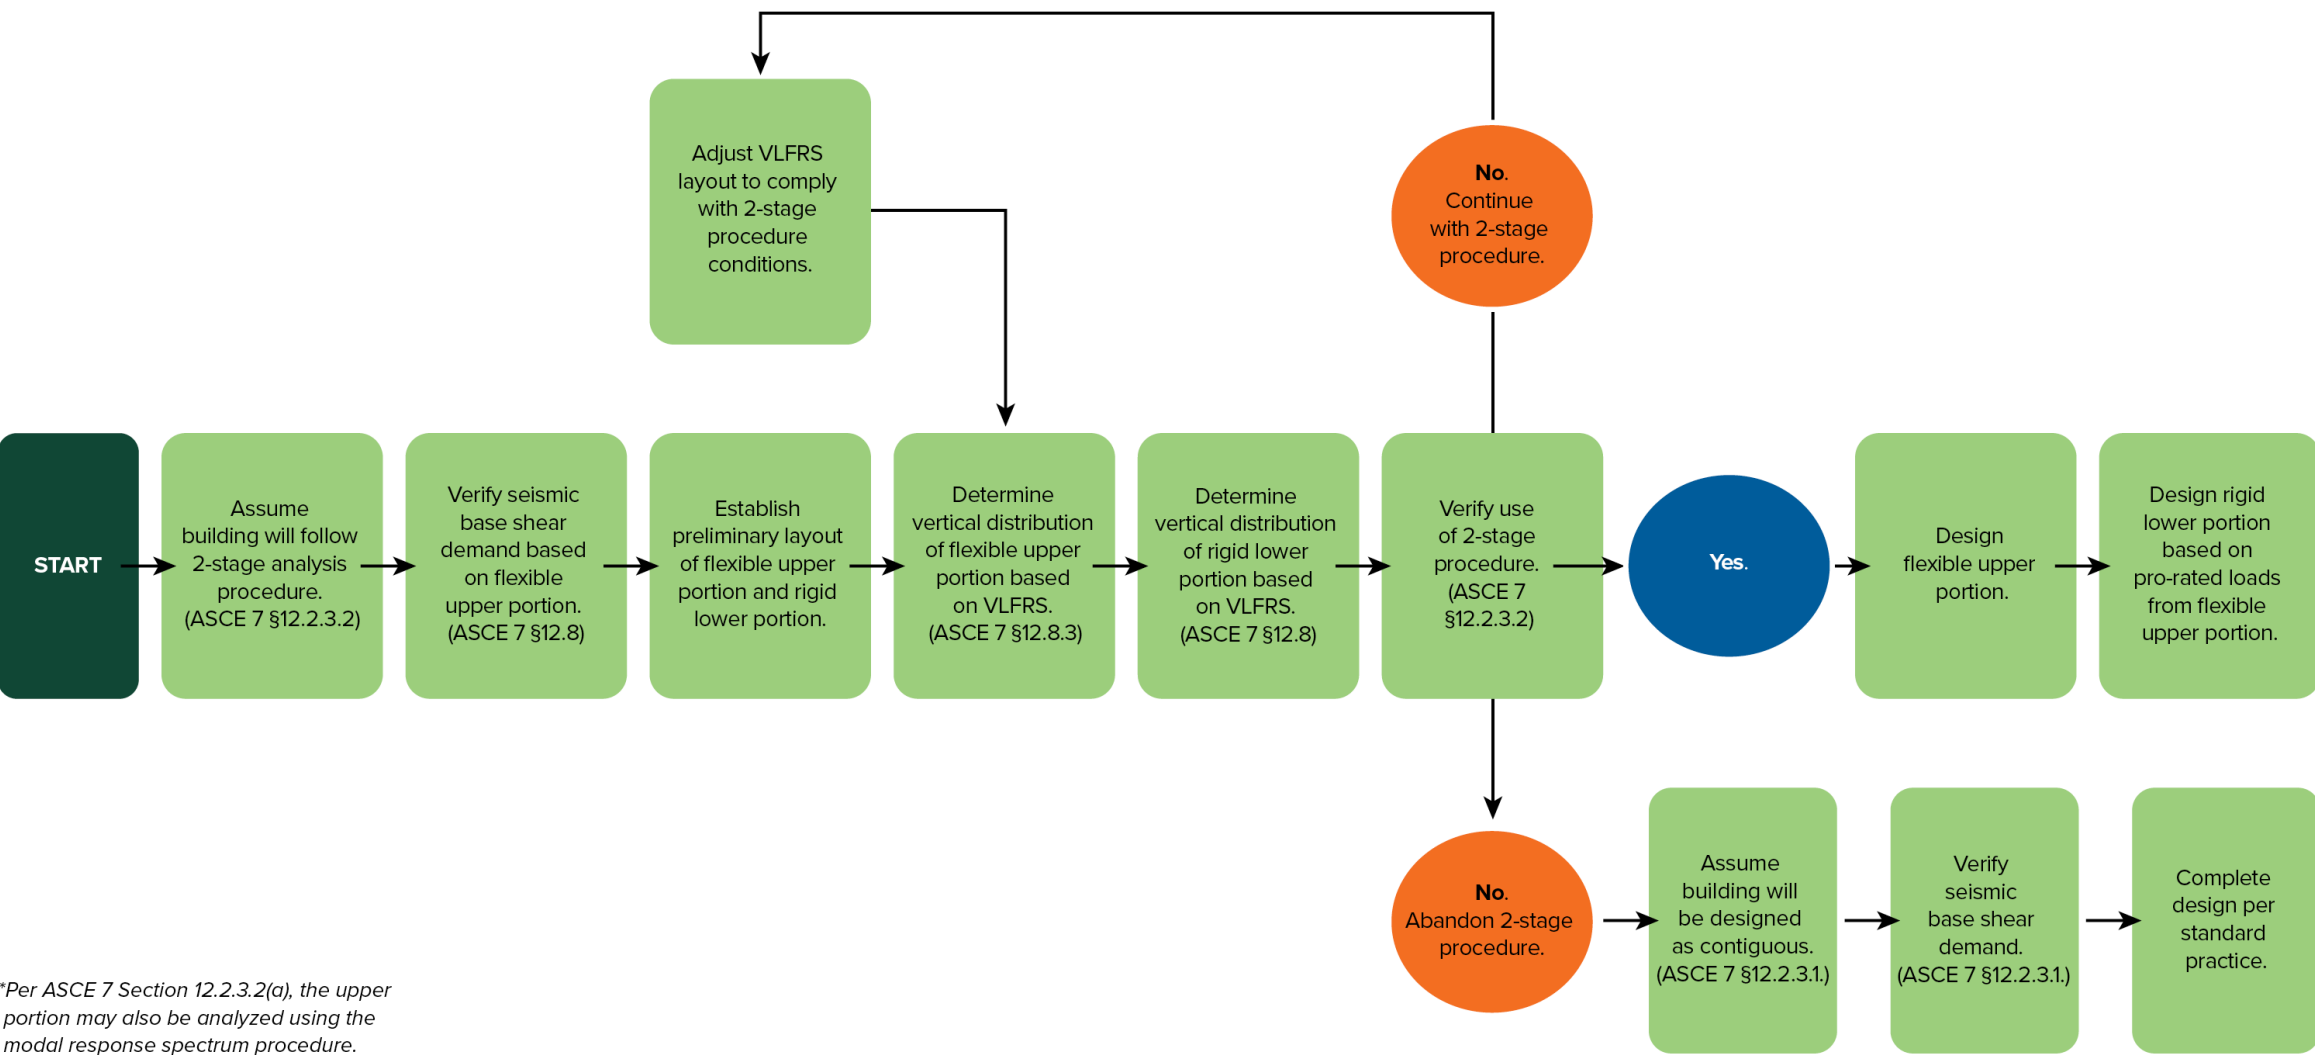 Adjust VLFRS
layout to comply
with 2-stage
procedure
conditions.
No.
Continue
with 2-stage
procedure.
START
Assume
building will follow
2-stage analysis
procedure.
(ASCE 7 §12.2.3.2)
Verify seismic
base shear
demand based
on flexible
upper portion.
(ASCE 7 §12.8)
Establish
preliminary layout
of flexible upper
portion and rigid
lower portion.
Determine
vertical distribution
of flexible upper
portion based
on VLFRS.
(ASCE 7 §12.8.3)
Determine
vertical distribution
of rigid lower
portion based
on VLFRS.
(ASCE 7 §12.8)
Verify use
of 2-stage
procedure.
(ASCE 7
§12.2.3.2)
Yes.
Design
flexible upper
portion.
Design rigid
lower portion
based on
pro-rated loads
from flexible
upper portion.
No.
Abandon 2-stage
procedure.
Assume
building will
be designed
as contiguous.
(ASCE 7 §12.2.3.1.)
Verify
seismic
base shear
demand.
(ASCE 7 §12.2.3.1.)
Complete
design per
standard
practice.
*Per ASCE 7 Section 12.2.3.2(a), the upper
portion may also be analyzed using the
modal response spectrum procedure.